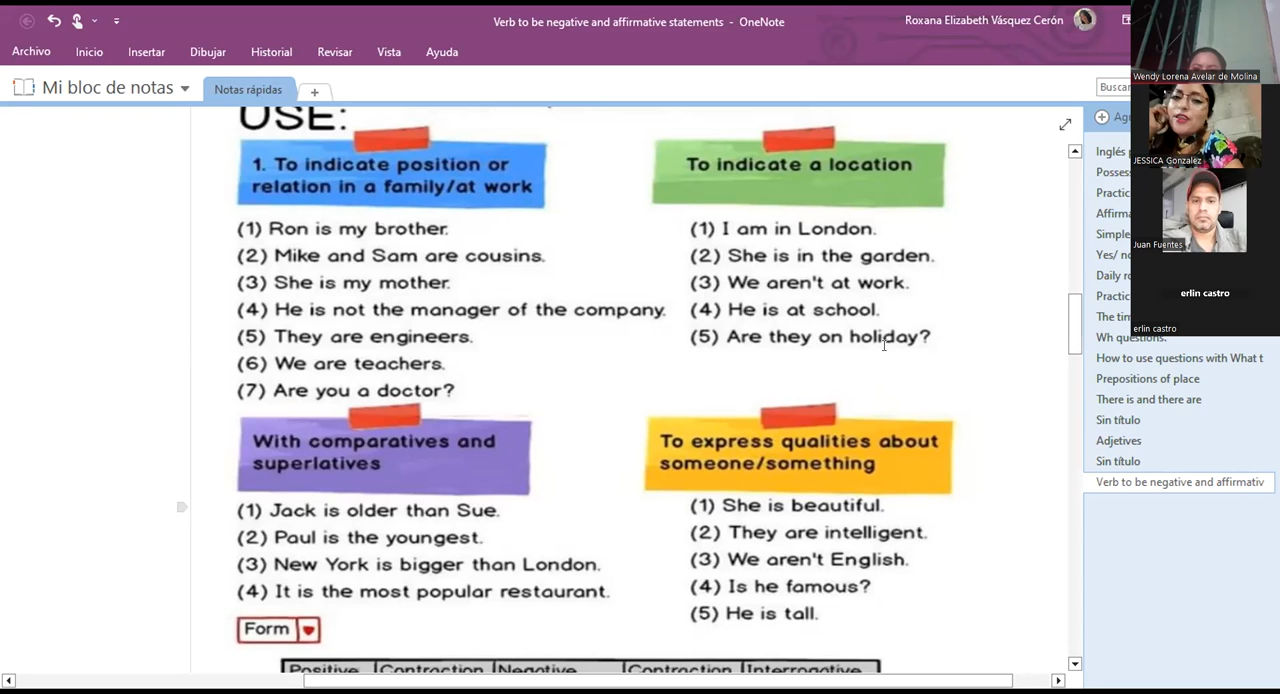 Verb to be negative and affirmative statements - OneNote
Roxana Elizabeth Vásquez Cerón
Archivo Inicio Insertar Dibujar Historial Revisar Vista Ayuda
Mi bloc de notas
Notas rápidas
Buscar
USE:
1. To indicate position or
relation in a family/at work
(1) Ron is my brother.
(2) Mike and Sam are cousins.
(3) She is my mother.
(4) He is not the manager of the company.
(5) They are engineers.
(6) We are teachers.
(7) Are you a doctor?
To indicate a location
(1) I am in London.
(2) She is in the garden.
(3) We aren't at work.
(4) He is at school.
(5) Are they on holiday?
With comparatives and
superlatives
(1) Jack is older than Sue.
(2) Paul is the youngest.
(3) New York is bigger than London.
(4) It is the most popular restaurant.
To express qualities about
someone/something
(1) She is beautiful.
(2) They are intelligent.
(3) We aren't English.
(4) Is he famous?
(5) He is tall.
Form
Positive Contraction Negative Contraction Interrogative
Inglés
Daily
The
Wh questions.
How to use questions with What t
Prepositions of place
There is and there are
Sin título
Adjetives
Sin título
Verb to be negative and affirmativ
Wendy Lorena Avelar de Molina
JESSICA Gonzalez
Juan Fuentes
erlin castro
erlin castro